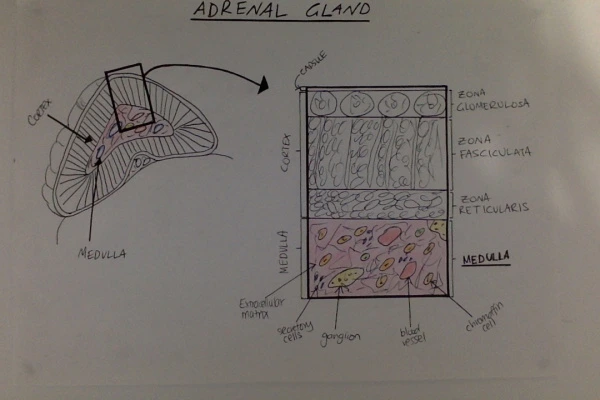 ADRENAL GLAND
CORTEX
MEDULLA
CAPSULE
CORTEX
MEDULLA
ZONA
GLOMERULOSA
ZONA
FASCICULATA
ZONA
RETICULARIS
MEDULLA
Extracellular
matrix
secretory
cells
ganglion
blood
vessel
chromaffin
cell